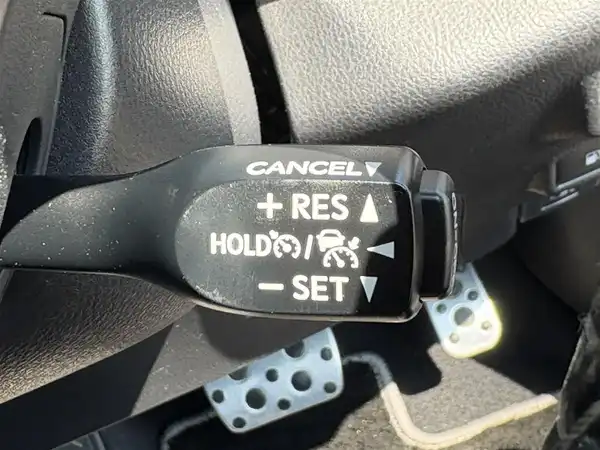 CANCEL▼
+ RES ▲
HOLD / ◀
− SET ▼